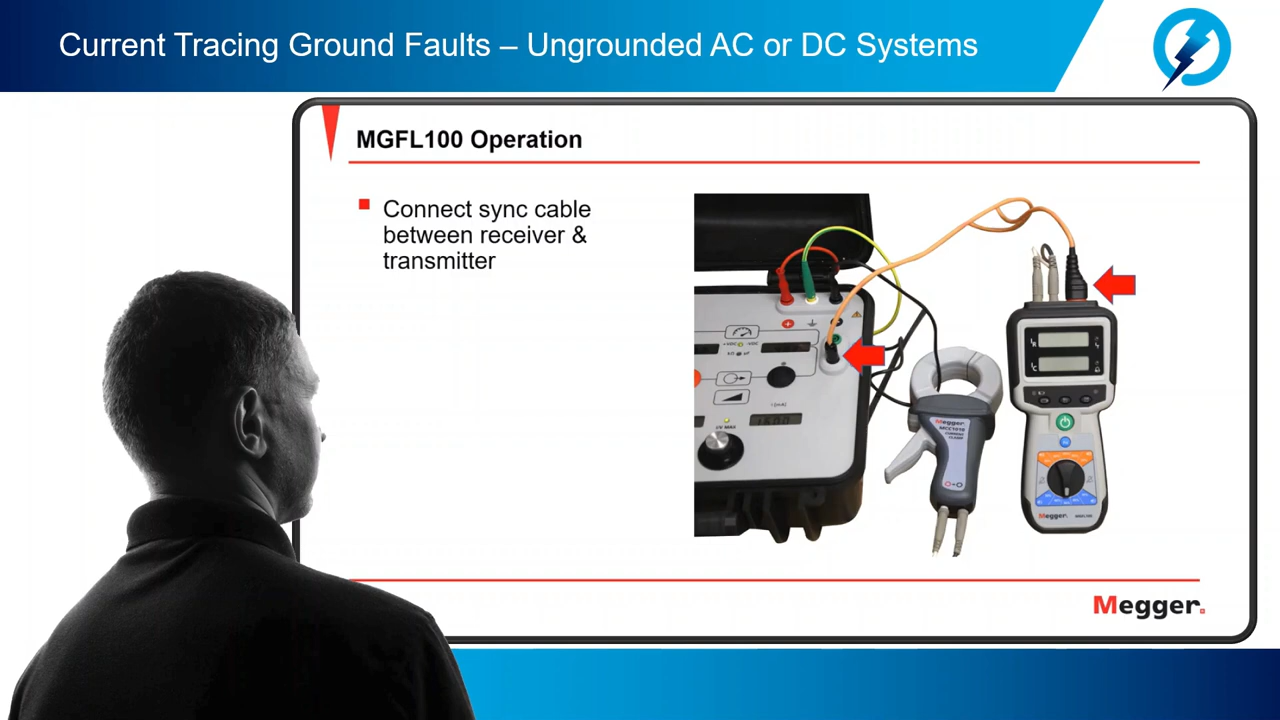 Current Tracing Ground Faults – Ungrounded AC or DC Systems
MGFL100 Operation
Connect sync cable
between receiver &
transmitter
Megger.
Megger.
Megger.